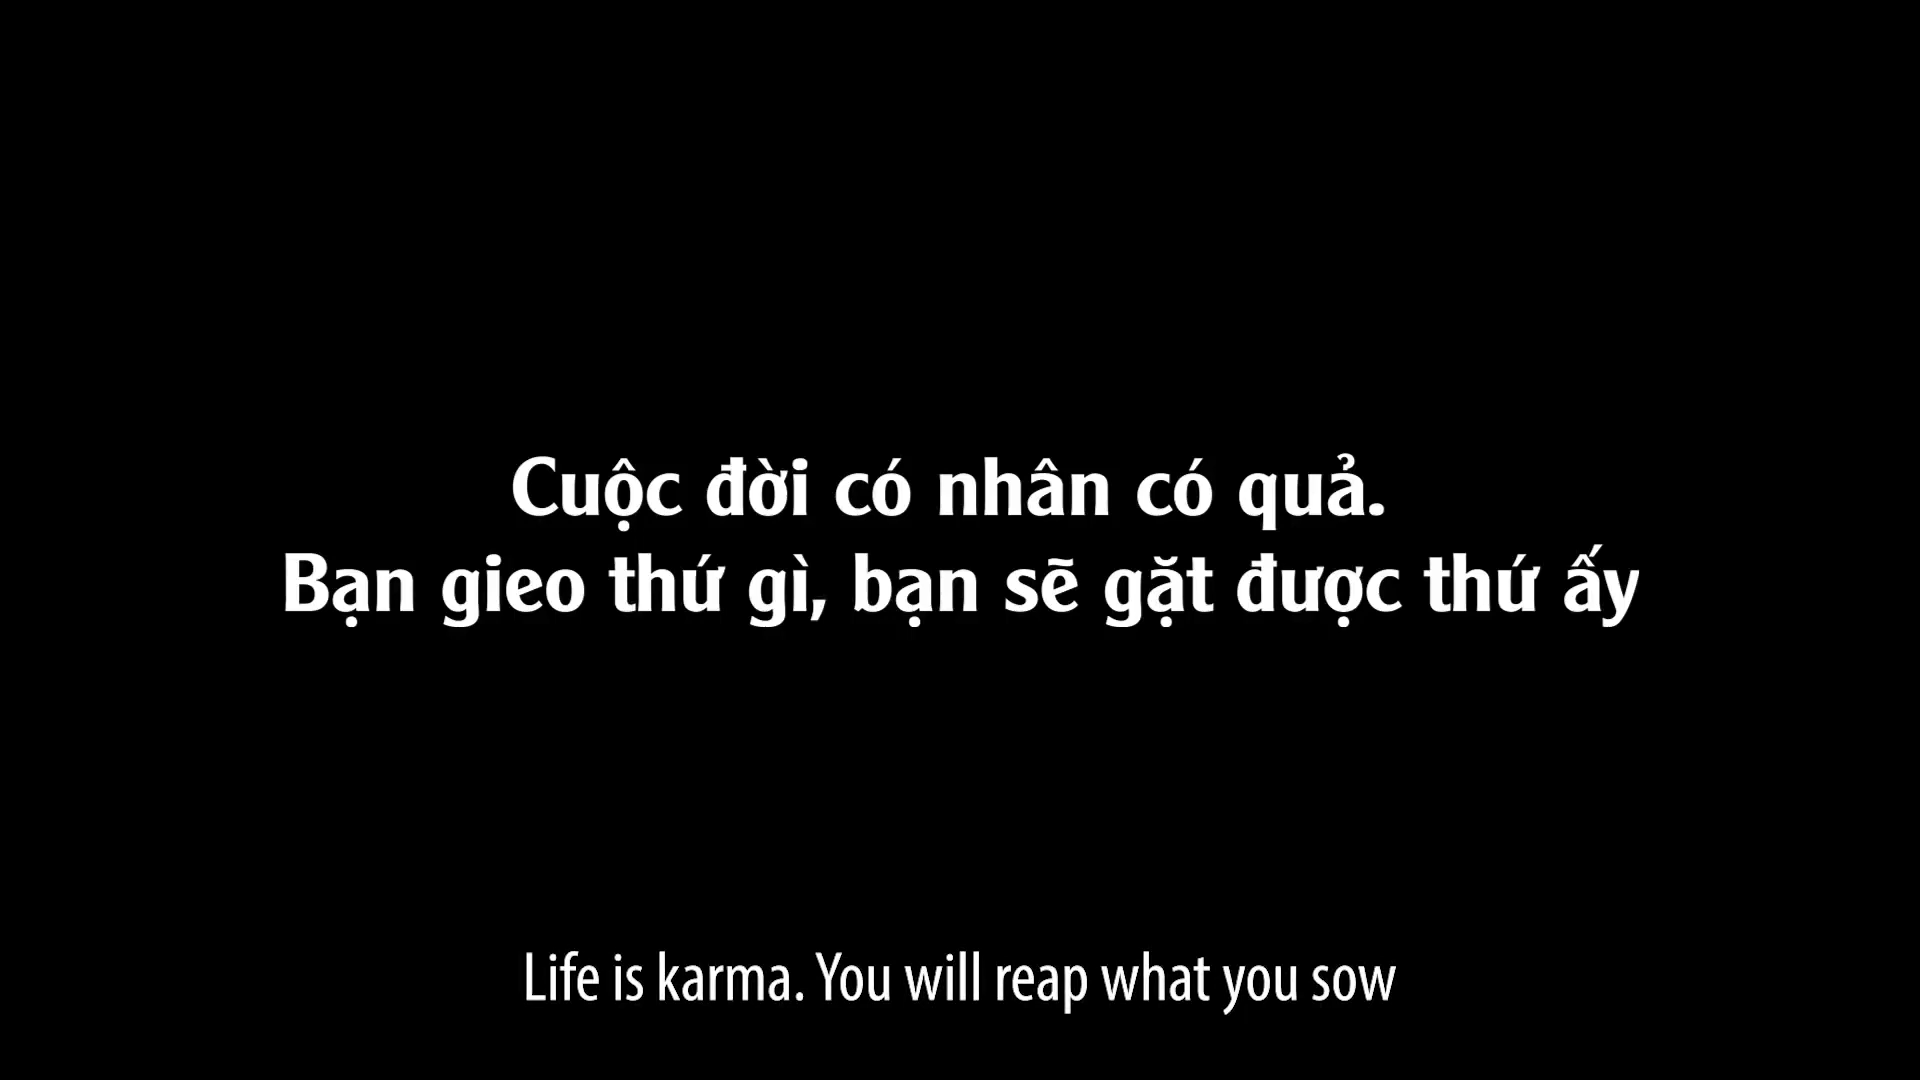 Cuộc đời có nhân có quả.
Bạn gieo thứ gì, bạn sẽ gặt được thứ ấy
Life is karma. You will reap what you sow